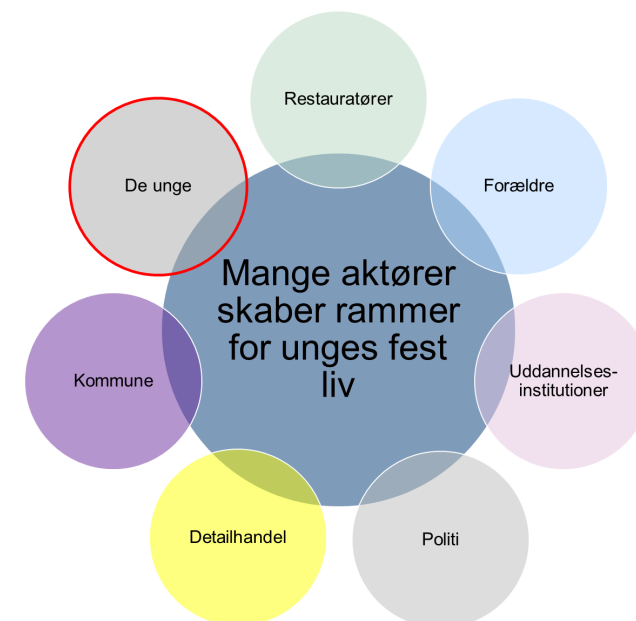 Restauratører
De unge
Forældre
Mange aktører
skaber rammer
for unges fest
liv
Kommune
Uddannelses-
institutioner
Detailhandel
Politi